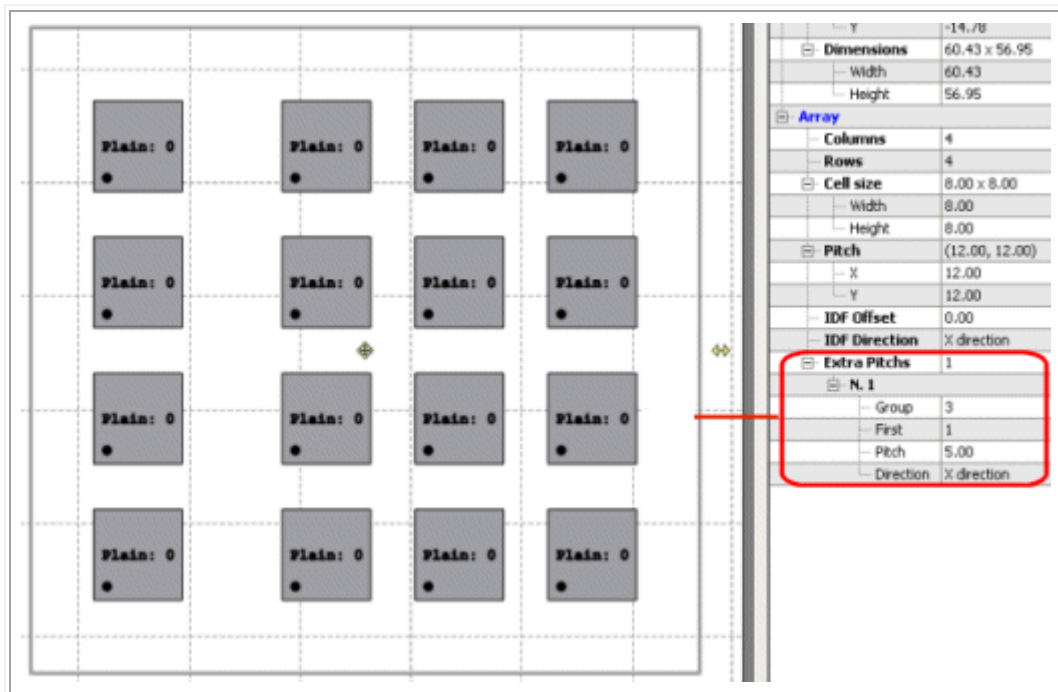 Y -14.78
Dimensions 60.43 x 56.95
Width 60.43
Height 56.95
Array
Columns 4
Rows 4
Cell size 8.00 x 8.00
Width 8.00
Height 8.00
Pitch (12.00, 12.00)
X 12.00
Y 12.00
IDF Offset 0.00
IDF Direction X direction
Extra Pitchs 1
N. 1
Group 3
First 1
Pitch 5.00
Direction X direction
Plain: 0 Plain: 0 Plain: 0 Plain: 0
Plain: 0 Plain: 0 Plain: 0 Plain: 0
Plain: 0 Plain: 0 Plain: 0 Plain: 0
Plain: 0 Plain: 0 Plain: 0 Plain: 0